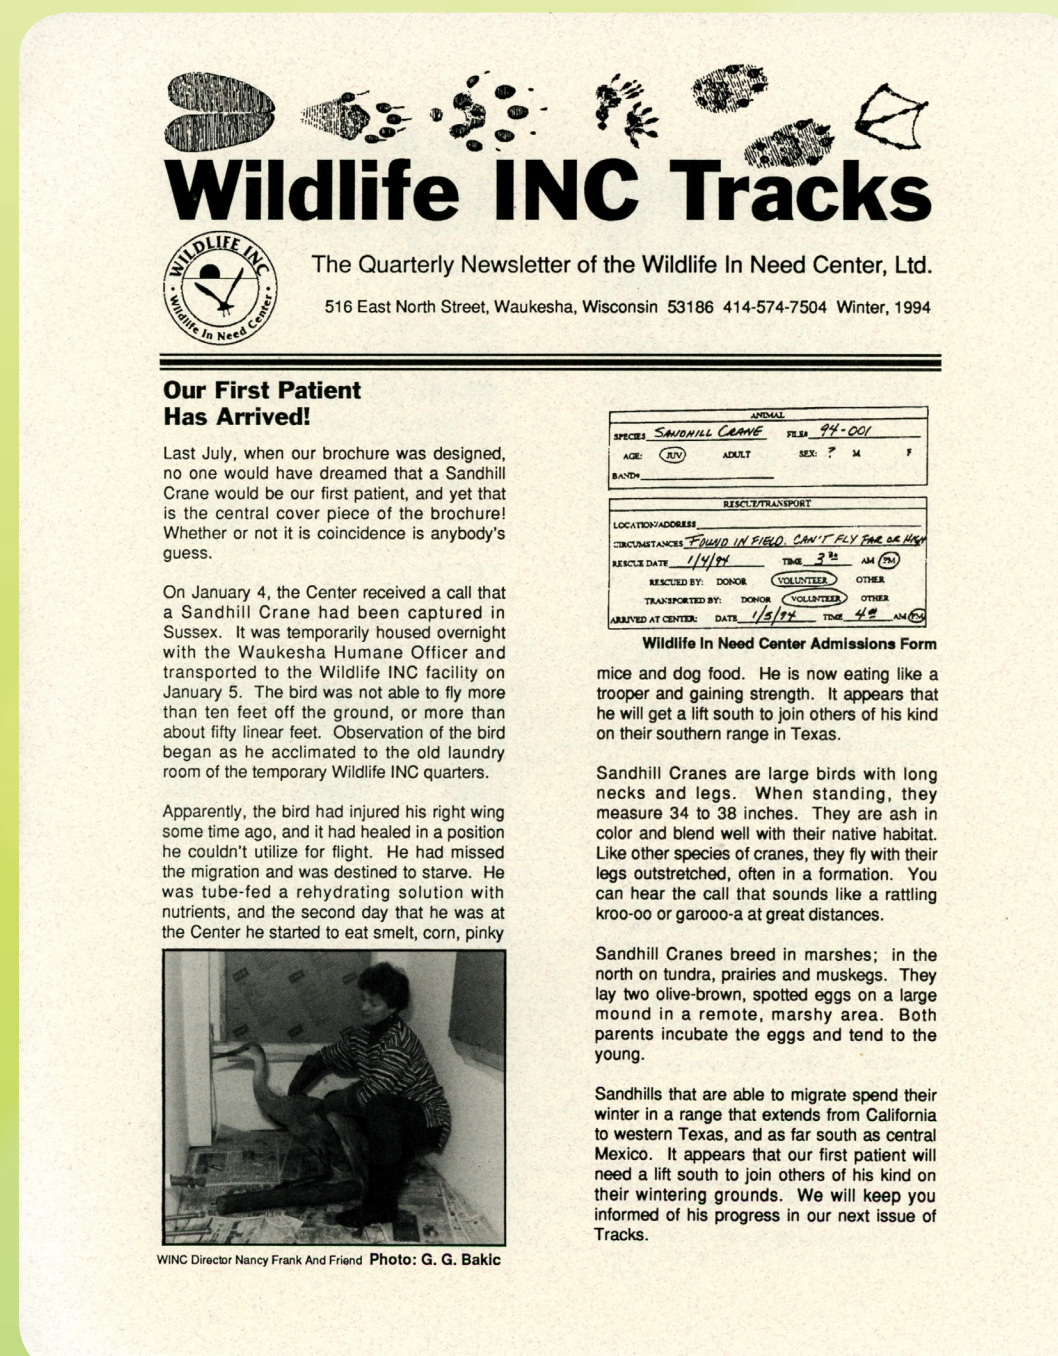 Wildlife INC Tracks
WILDLIFE INC
Wildlife In Need Center
The Quarterly Newsletter of the Wildlife In Need Center, Ltd.
516 East North Street, Waukesha, Wisconsin 53186 414-574-7504 Winter, 1994
Our First Patient
Has Arrived!
Last July, when our brochure was designed,
no one would have dreamed that a Sandhill
Crane would be our first patient, and yet that
is the central cover piece of the brochure!
Whether or not it is coincidence is anybody's
guess.
On January 4, the Center received a call that
a Sandhill Crane had been captured in
Sussex. It was temporarily housed overnight
with the Waukesha Humane Officer and
transported to the Wildlife INC facility on
January 5. The bird was not able to fly more
than ten feet off the ground, or more than
about fifty linear feet. Observation of the bird
began as he acclimated to the old laundry
room of the temporary Wildlife INC quarters.
Apparently, the bird had injured his right wing
some time ago, and it had healed in a position
he couldn't utilize for flight. He had missed
the migration and was destined to starve. He
was tube-fed a rehydrating solution with
nutrients, and the second day that he was at
the Center he started to eat smelt, corn, pinky
WINC Director Nancy Frank And Friend Photo: G. G. Bakic
ANIMAL
SPECIES SANDHILL CRANE FILE# 94-001
AGE: JUV ADULT SEX: ? M F
BAND#
RESCUE/TRANSPORT
LOCATION/ADDRESS
CIRCUMSTANCES FOUND IN FIELD. CAN'T FLY FAR OR HIGH
RESCUE DATE 1/4/94 TIME 3 30 AM PM
RESCUED BY: DONOR VOLUNTEER OTHER
TRANSPORTED BY: DONOR VOLUNTEER OTHER
ARRIVED AT CENTER: DATE 1/5/94 TIME 4 AM PM
Wildlife In Need Center Admissions Form
mice and dog food. He is now eating like a
trooper and gaining strength. It appears that
he will get a lift south to join others of his kind
on their southern range in Texas.
Sandhill Cranes are large birds with long
necks and legs. When standing, they
measure 34 to 38 inches. They are ash in
color and blend well with their native habitat.
Like other species of cranes, they fly with their
legs outstretched, often in a formation. You
can hear the call that sounds like a rattling
kroo-oo or garooo-a at great distances.
Sandhill Cranes breed in marshes; in the
north on tundra, prairies and muskegs. They
lay two olive-brown, spotted eggs on a large
mound in a remote, marshy area. Both
parents incubate the eggs and tend to the
young.
Sandhills that are able to migrate spend their
winter in a range that extends from California
to western Texas, and as far south as central
Mexico. It appears that our first patient will
need a lift south to join others of his kind on
their wintering grounds. We will keep you
informed of his progress in our next issue of
Tracks.